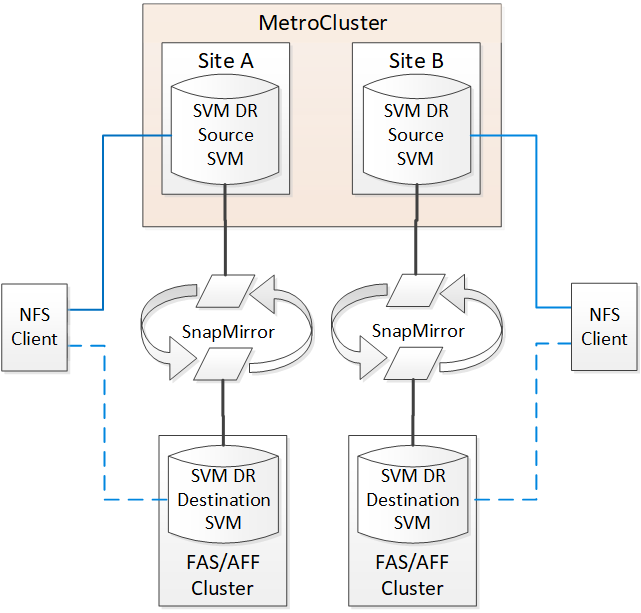 MetroCluster
Site A
SVM DR
Source
SVM
Site B
SVM DR
Source
SVM
NFS
Client
SnapMirror
SnapMirror
NFS
Client
SVM DR
Destination
SVM
FAS/AFF
Cluster
SVM DR
Destination
SVM
FAS/AFF
Cluster